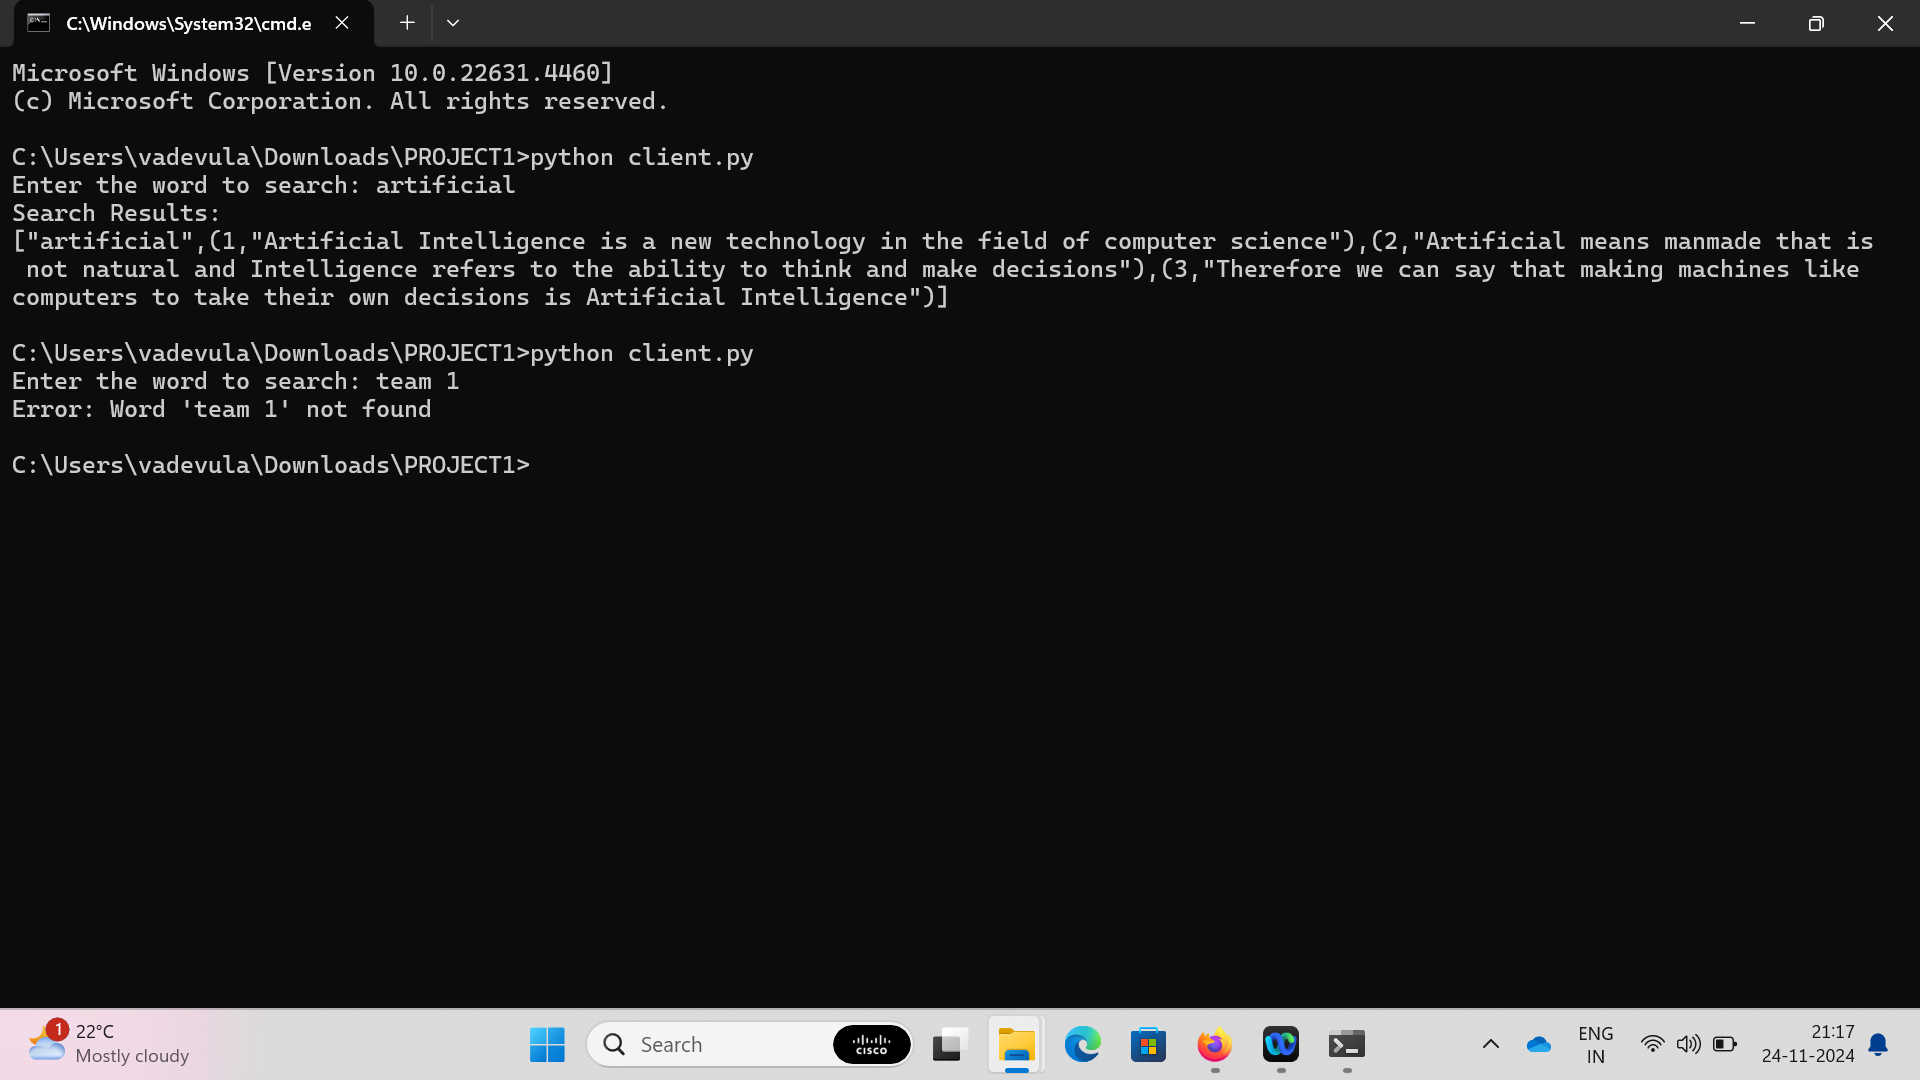 C:\Windows\System32\cmd.e
Microsoft Windows [Version 10.0.22631.4460]
(c) Microsoft Corporation. All rights reserved.
C:\Users\vadevula\Downloads\PROJECT1>python client.py
Enter the word to search: artificial
Search Results:
["artificial",(1,"Artificial Intelligence is a new technology in the field of computer science"),(2,"Artificial means manmade that is
not natural and Intelligence refers to the ability to think and make decisions"),(3,"Therefore we can say that making machines like
computers to take their own decisions is Artificial Intelligence")]
C:\Users\vadevula\Downloads\PROJECT1>python client.py
Enter the word to search: team 1
Error: Word 'team 1' not found
C:\Users\vadevula\Downloads\PROJECT1>
1
22°C
Mostly cloudy
Search
CISCO
ENG
IN
21:17
24-11-2024